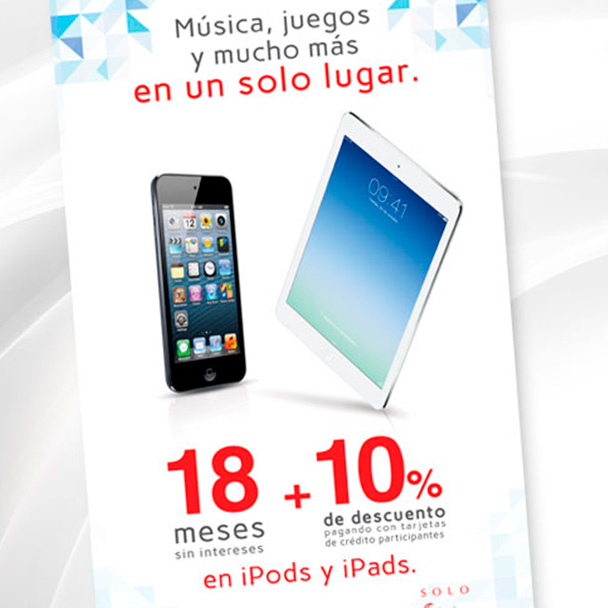 Música, juegos
y mucho más
en un solo lugar.
09:41
12
18
meses
sin intereses
+
10%
de descuento
pagando con tarjetas
de crédito participantes
en iPods y iPads.
SOLO